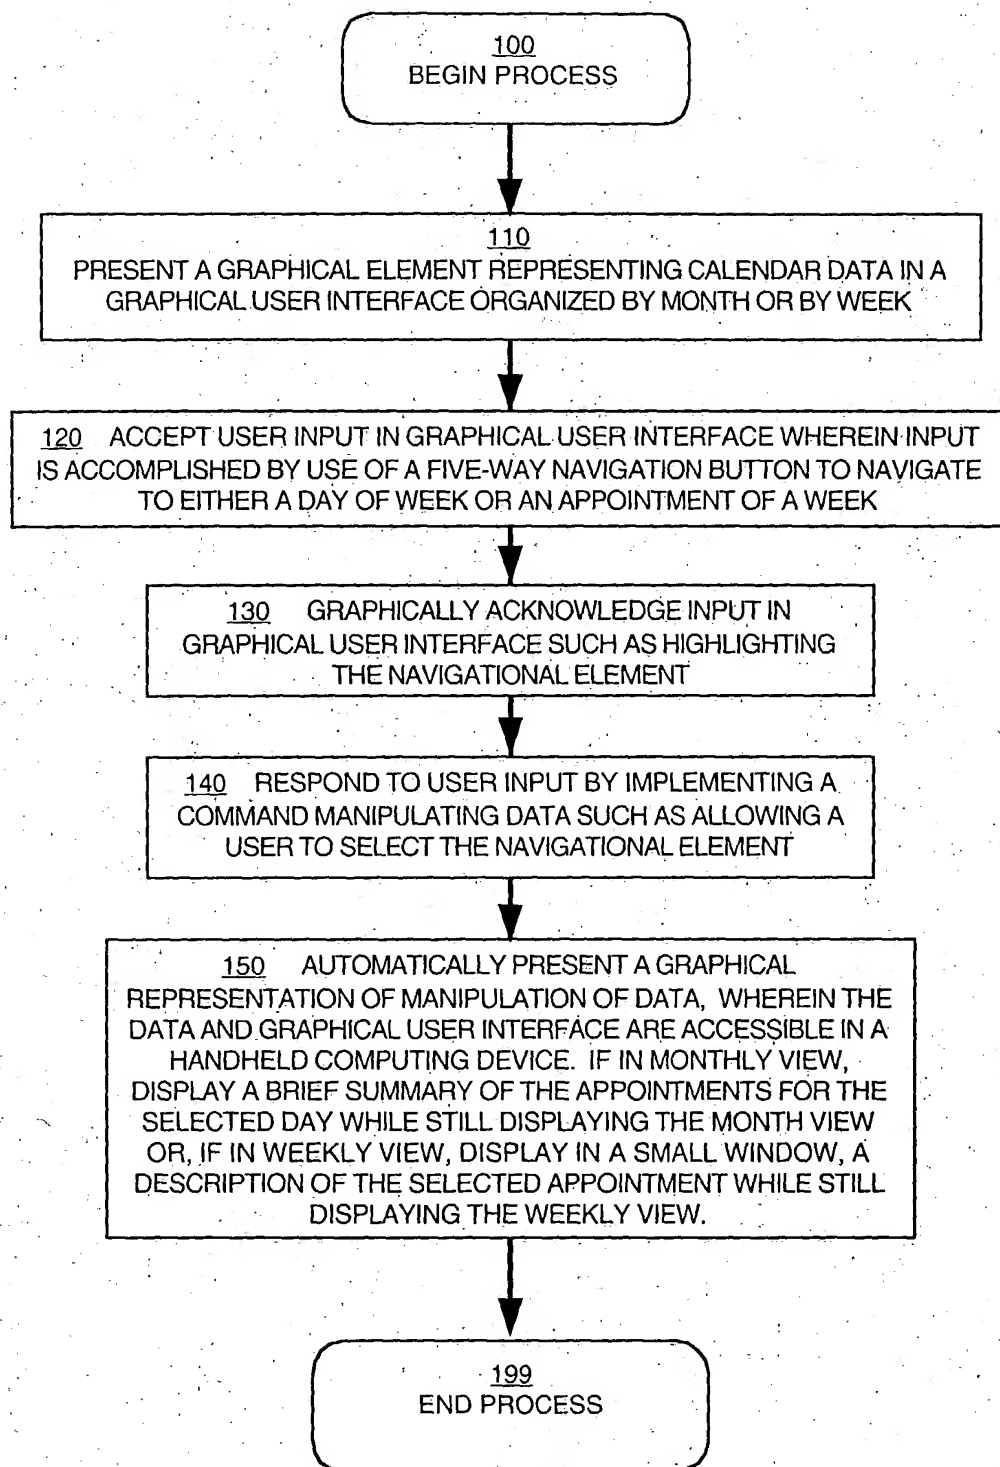 100
BEGIN PROCESS
110
PRESENT A GRAPHICAL ELEMENT REPRESENTING CALENDAR DATA IN A
GRAPHICAL USER INTERFACE ORGANIZED BY MONTH OR BY WEEK
120 ACCEPT USER INPUT IN GRAPHICAL USER INTERFACE WHEREIN INPUT
IS ACCOMPLISHED BY USE OF A FIVE-WAY NAVIGATION BUTTON TO NAVIGATE
TO EITHER A DAY OF WEEK OR AN APPOINTMENT OF A WEEK
130 GRAPHICALLY ACKNOWLEDGE INPUT IN
GRAPHICAL USER INTERFACE SUCH AS HIGHLIGHTING
THE NAVIGATIONAL ELEMENT
140 RESPOND TO USER INPUT BY IMPLEMENTING A
COMMAND MANIPULATING DATA SUCH AS ALLOWING A
USER TO SELECT THE NAVIGATIONAL ELEMENT
150 AUTOMATICALLY PRESENT A GRAPHICAL
REPRESENTATION OF MANIPULATION OF DATA, WHEREIN THE
DATA AND GRAPHICAL USER INTERFACE ARE ACCESSIBLE IN A
HANDHELD COMPUTING DEVICE. IF IN MONTHLY VIEW,
DISPLAY A BRIEF SUMMARY OF THE APPOINTMENTS FOR THE
SELECTED DAY WHILE STILL DISPLAYING THE MONTH VIEW
OR, IF IN WEEKLY VIEW, DISPLAY IN A SMALL WINDOW, A
DESCRIPTION OF THE SELECTED APPOINTMENT WHILE STILL
DISPLAYING THE WEEKLY VIEW.
199
END PROCESS